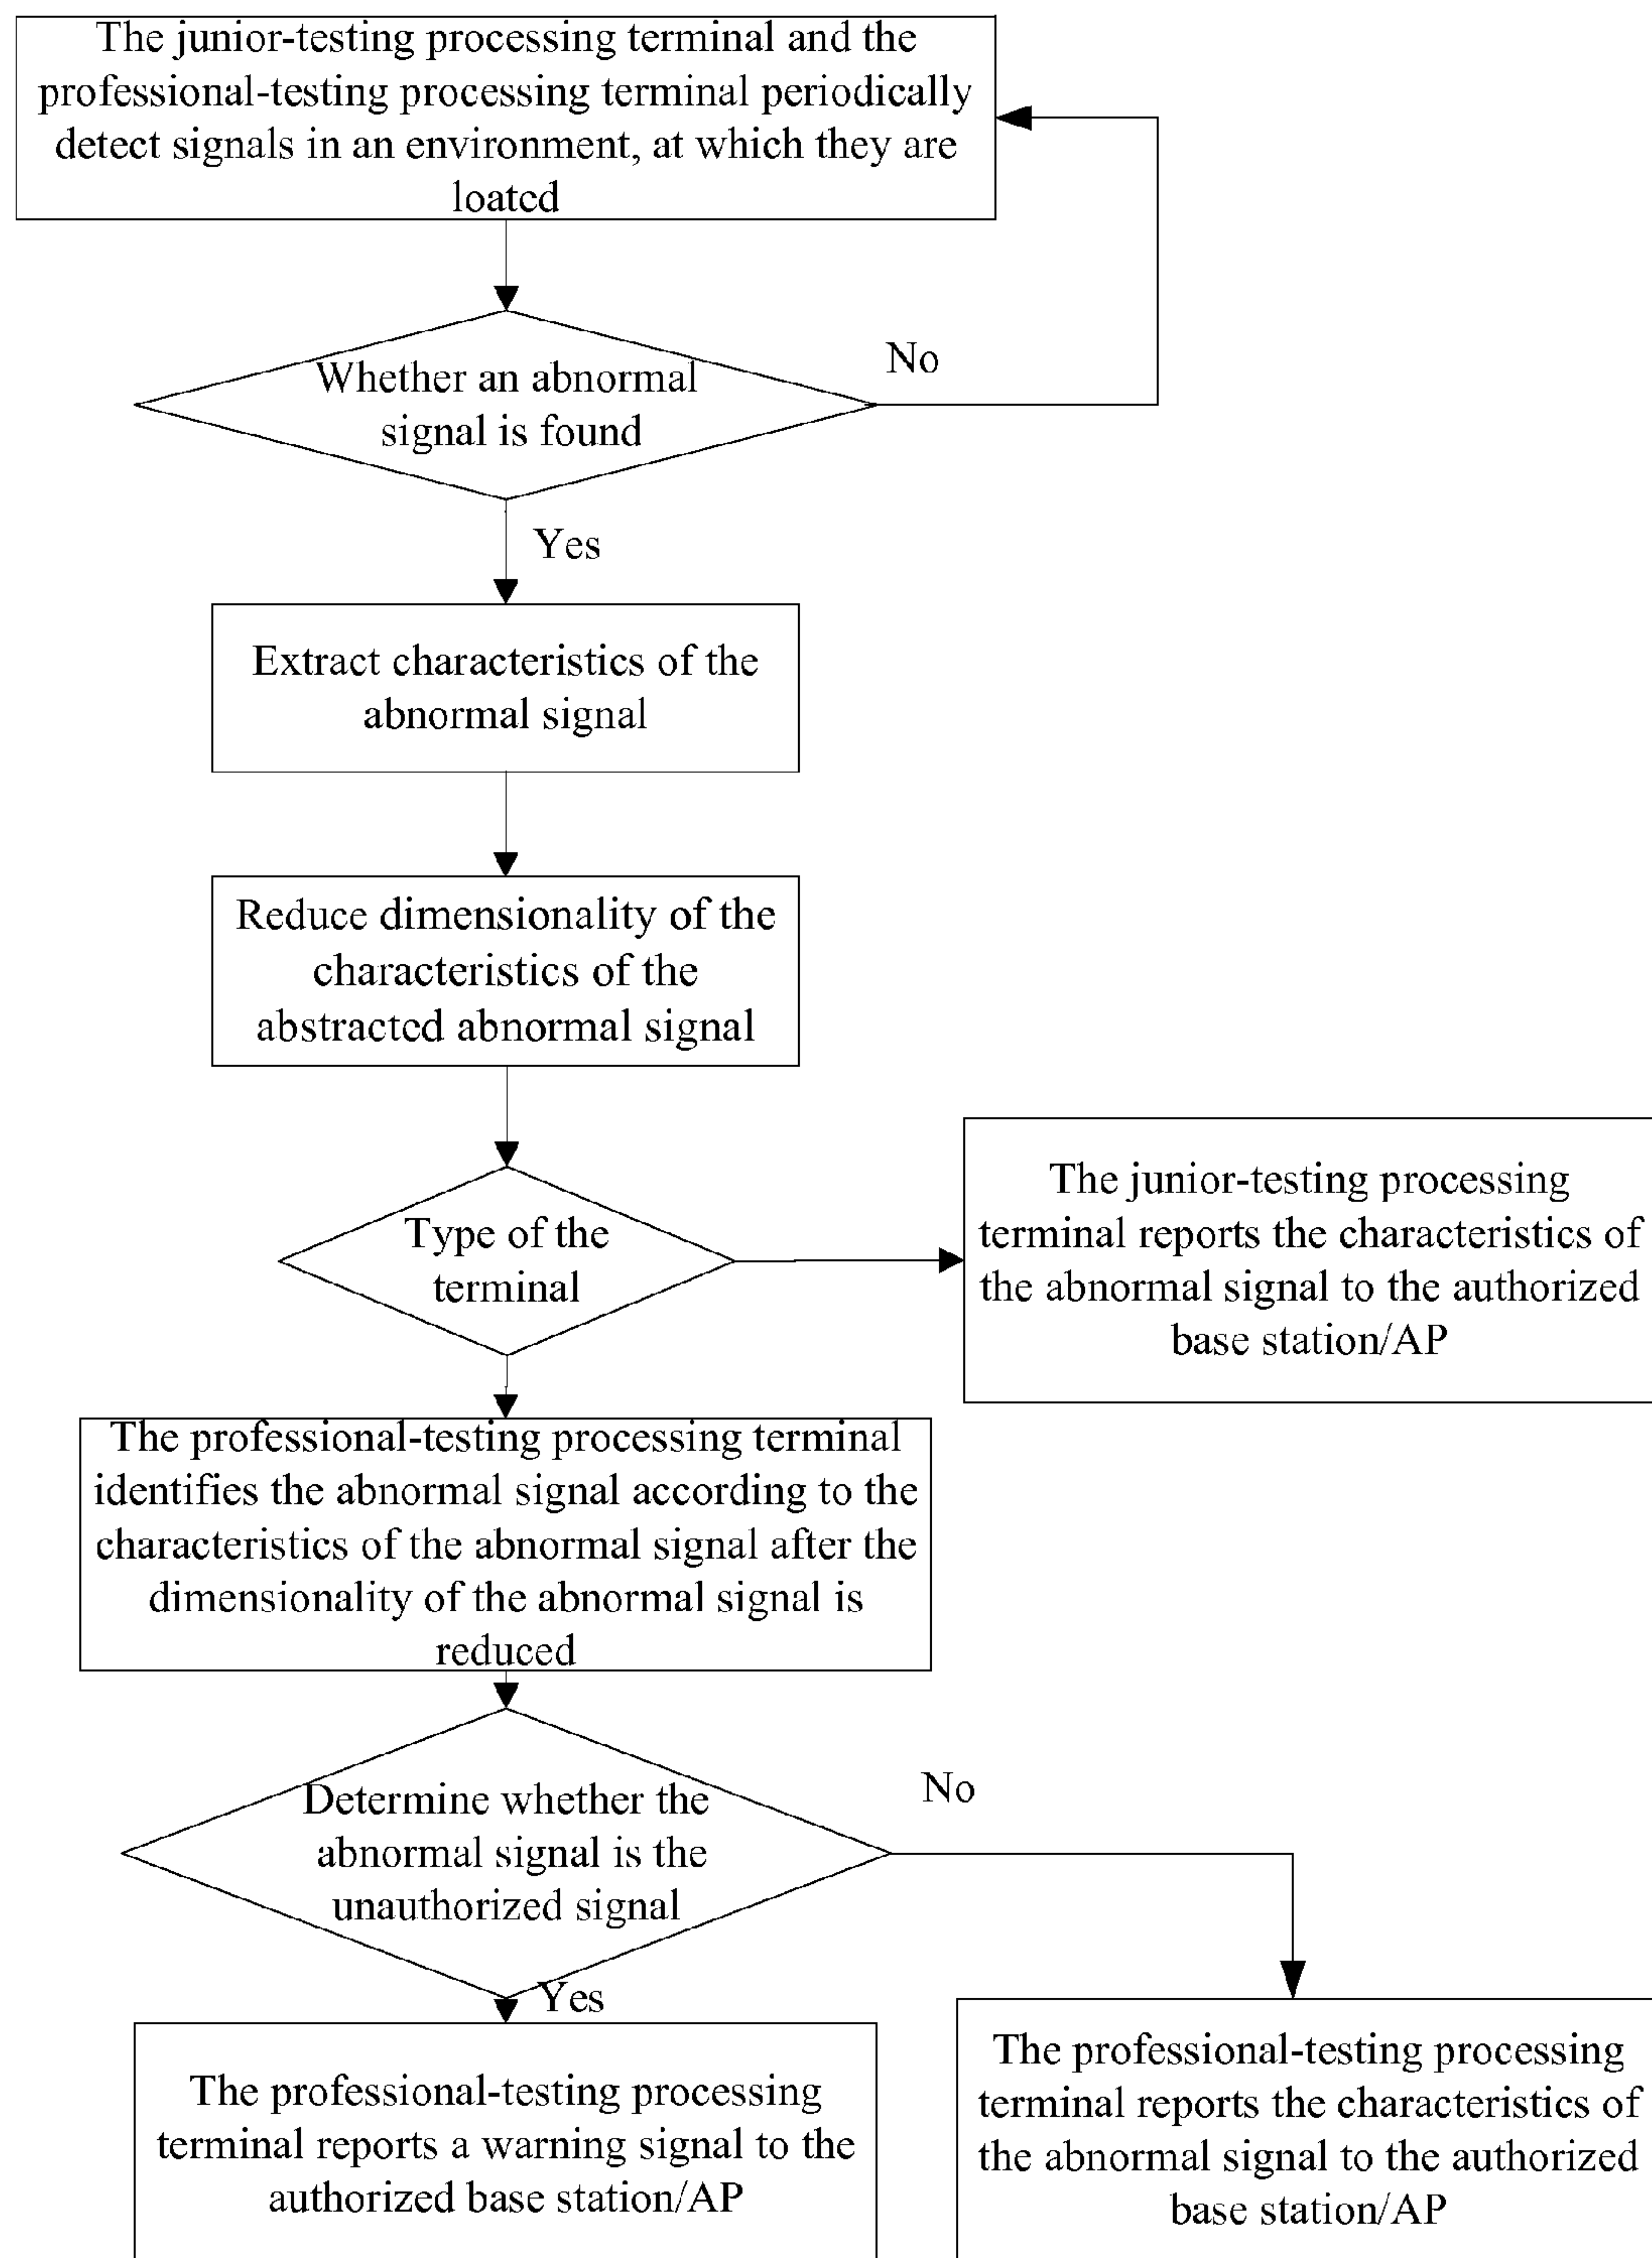 The junior-testing processing terminal and the
professional-testing processing terminal periodically
detect signals in an environment, at which they are
loated
Whether an abnormal
signal is found
No
Yes
Extract characteristics of the
abnormal signal
Reduce dimensionality of the
characteristics of the
abstracted abnormal signal
Type of the
terminal
The junior-testing processing
terminal reports the characteristics of
the abnormal signal to the authorized
base station/AP
The professional-testing processing terminal
identifies the abnormal signal according to the
characteristics of the abnormal signal after the
dimensionality of the abnormal signal is
reduced
Determine whether the
abnormal signal is the
unauthorized signal
No
Yes
The professional-testing processing
terminal reports a warning signal to the
authorized base station/AP
The professional-testing processing
terminal reports the characteristics of
the abnormal signal to the authorized
base station/AP